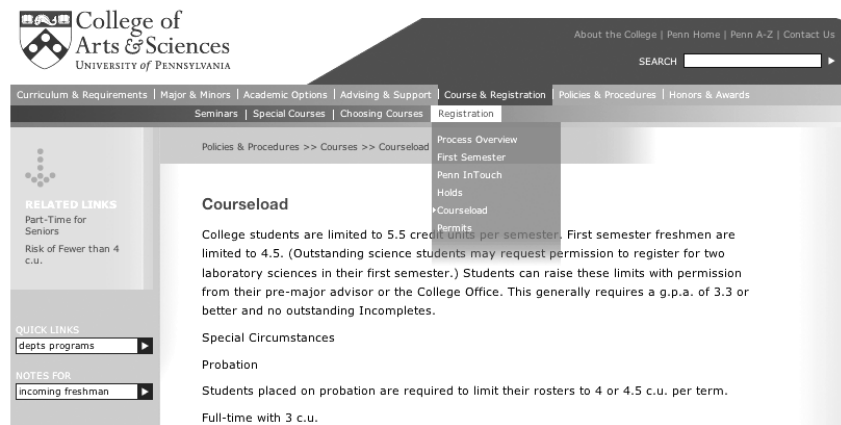 College of
Arts & Sciences
UNIVERSITY of PENNSYLVANIA
About the College | Penn Home | Penn A-Z | Contact Us
SEARCH
Curriculum & Requirements | Major & Minors | Academic Options | Advising & Support | Course & Registration | Policies & Procedures | Honors & Awards
Seminars | Special Courses | Choosing Courses Registration
Process Overview
First Semester
Penn InTouch
Holds
Courseload
Permits
Policies & Procedures >> Courses >> Courseload
RELATED LINKS
Part-Time for
Seniors
Risk of Fewer than 4
c.u.
QUICK LINKS
depts programs
NOTES FOR
incoming freshman
Courseload
College students are limited to 5.5 credit units per semester. First semester freshmen are
limited to 4.5. (Outstanding science students may request permission to register for two
laboratory sciences in their first semester.) Students can raise these limits with permission
from their pre-major advisor or the College Office. This generally requires a g.p.a. of 3.3 or
better and no outstanding Incompletes.
Special Circumstances
Probation
Students placed on probation are required to limit their rosters to 4 or 4.5 c.u. per term.
Full-time with 3 c.u.